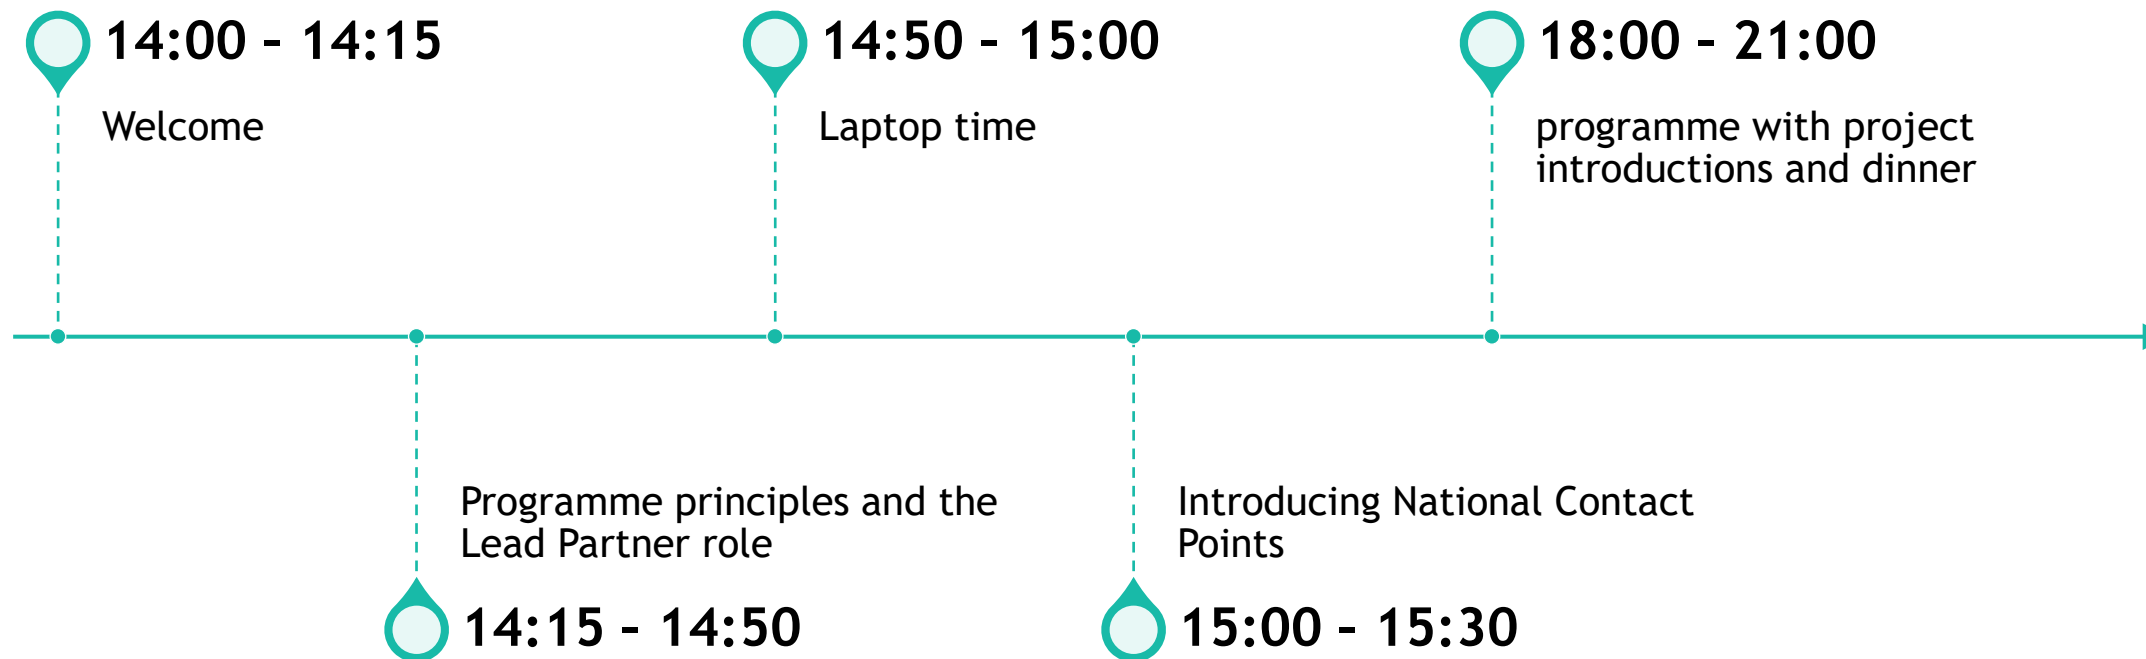 14:00 – 14:15
Welcome
14:50 – 15:00
Laptop time
18:00 – 21:00
programme with project
introductions and dinner
Programme principles and the
Lead Partner role
14:15 – 14:50
Introducing National Contact
Points
15:00 – 15:30